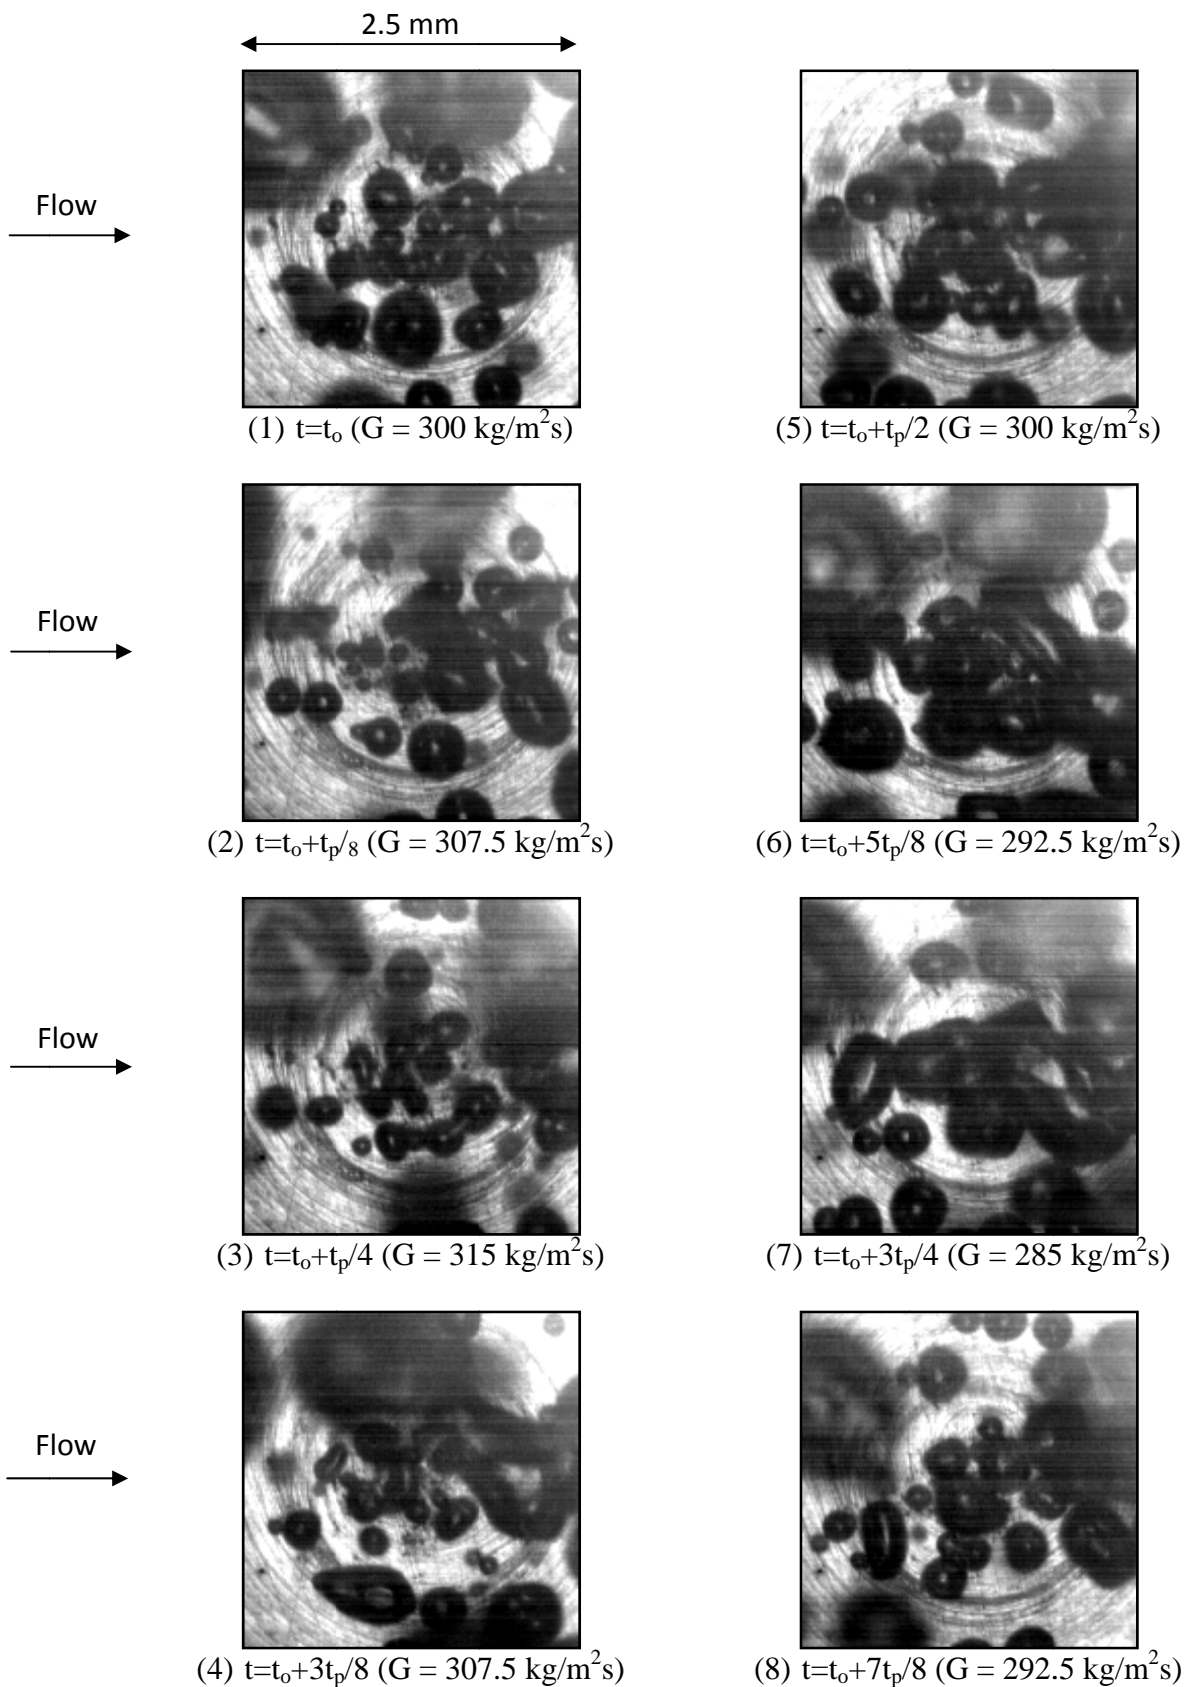 2.5 mm
Flow
(1) t=tₒ (G = 300 kg/m²s)
(5) t=tₒ+tₚ/2 (G = 300 kg/m²s)
Flow
(2) t=tₒ+tₚ/₈ (G = 307.5 kg/m²s)
(6) t=tₒ+5tₚ/8 (G = 292.5 kg/m²s)
Flow
(3) t=tₒ+tₚ/4 (G = 315 kg/m²s)
(7) t=tₒ+3tₚ/4 (G = 285 kg/m²s)
Flow
(4) t=tₒ+3tₚ/8 (G = 307.5 kg/m²s)
(8) t=tₒ+7tₚ/8 (G = 292.5 kg/m²s)